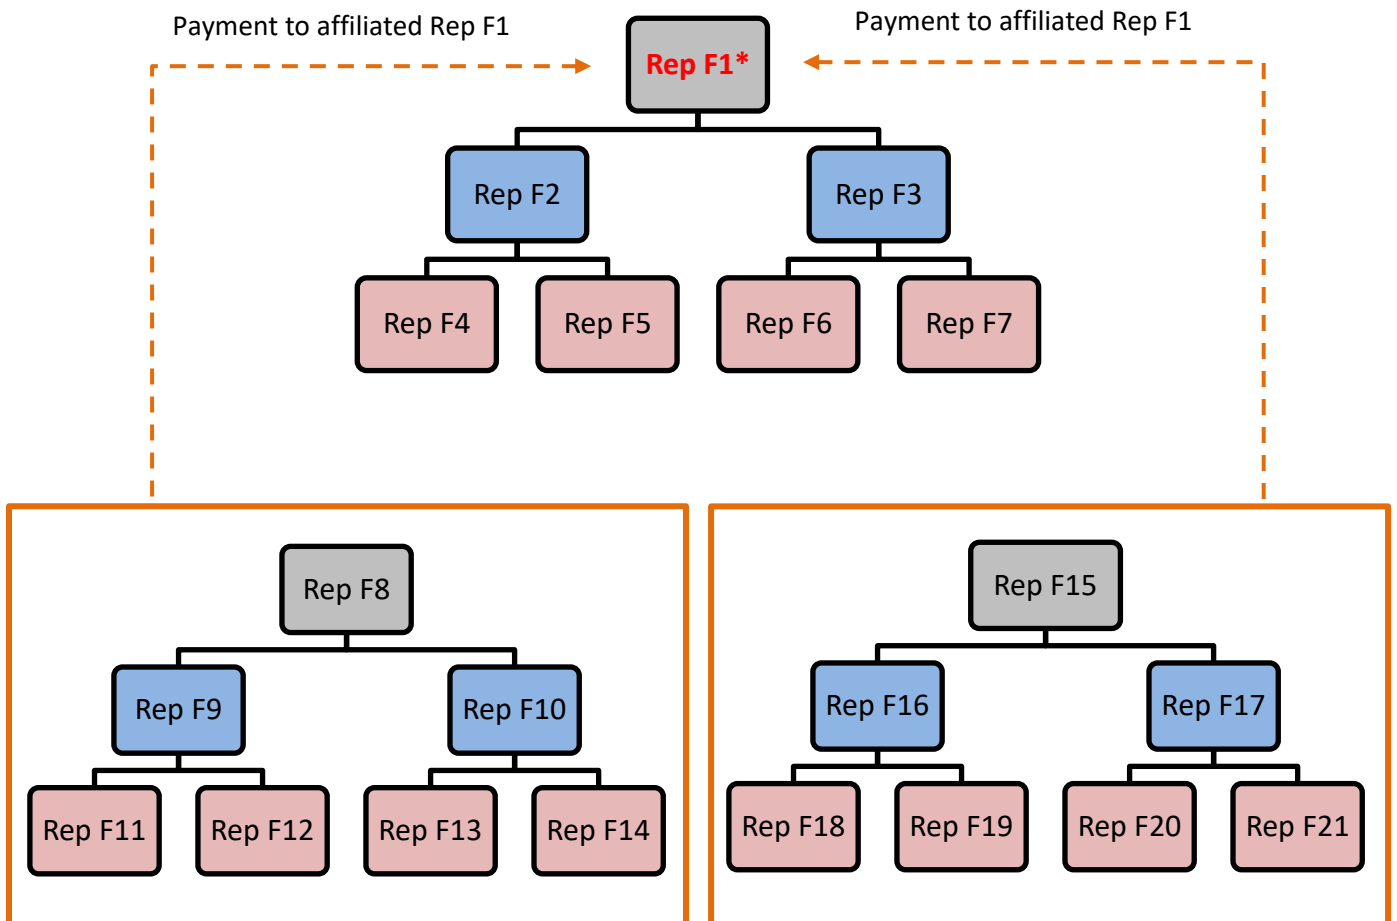 Payment to affiliated Rep F1
Payment to affiliated Rep F1
Rep F1*
Rep F2
Rep F3
Rep F4
Rep F5
Rep F6
Rep F7
Rep F8
Rep F9
Rep F10
Rep F11
Rep F12
Rep F13
Rep F14
Rep F15
Rep F16
Rep F17
Rep F18
Rep F19
Rep F20
Rep F21